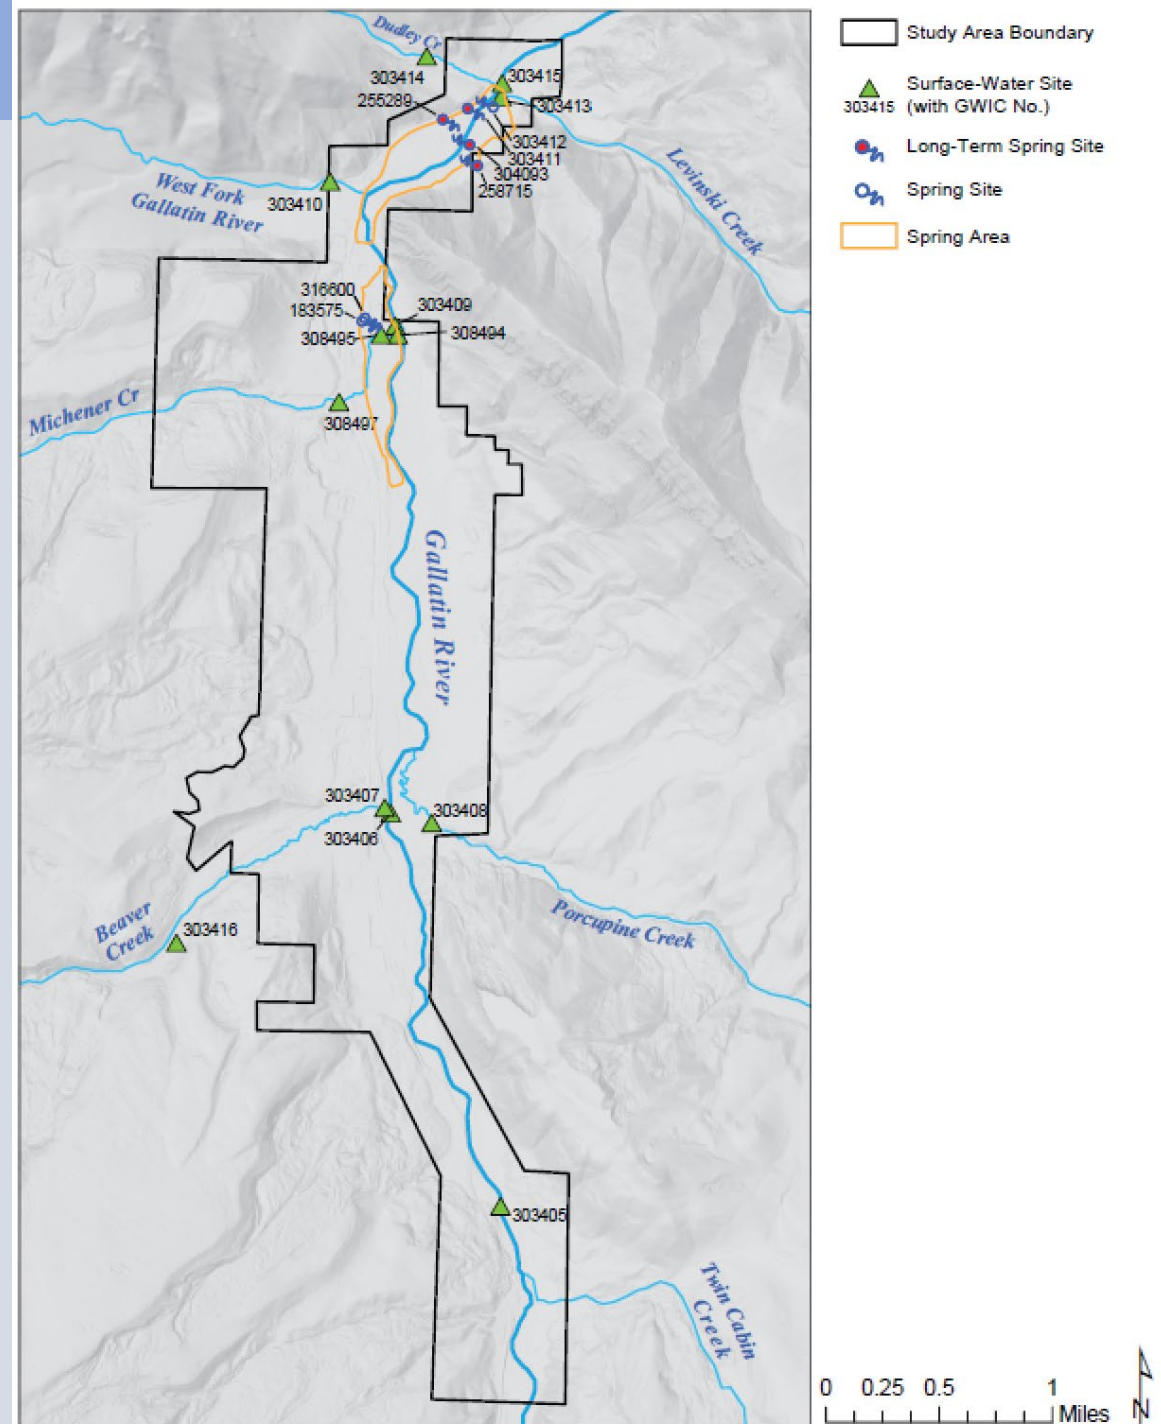 Dudley Cr
303414
255289
303415
303413
303412
303411
304093
258715
West Fork
Gallatin River
303410
Levinski Creek
316600
183575
308495
303409
308494
Michener Cr
308497
Gallatin River
303407
303406
303408
Beaver
Creek
303416
Porcupine Creek
303405
Twin Cabin
Creek
Study Area Boundary
Surface-Water Site
303415 (with GWIC No.)
Long-Term Spring Site
Spring Site
Spring Area
0 0.25 0.5 1
Miles
N